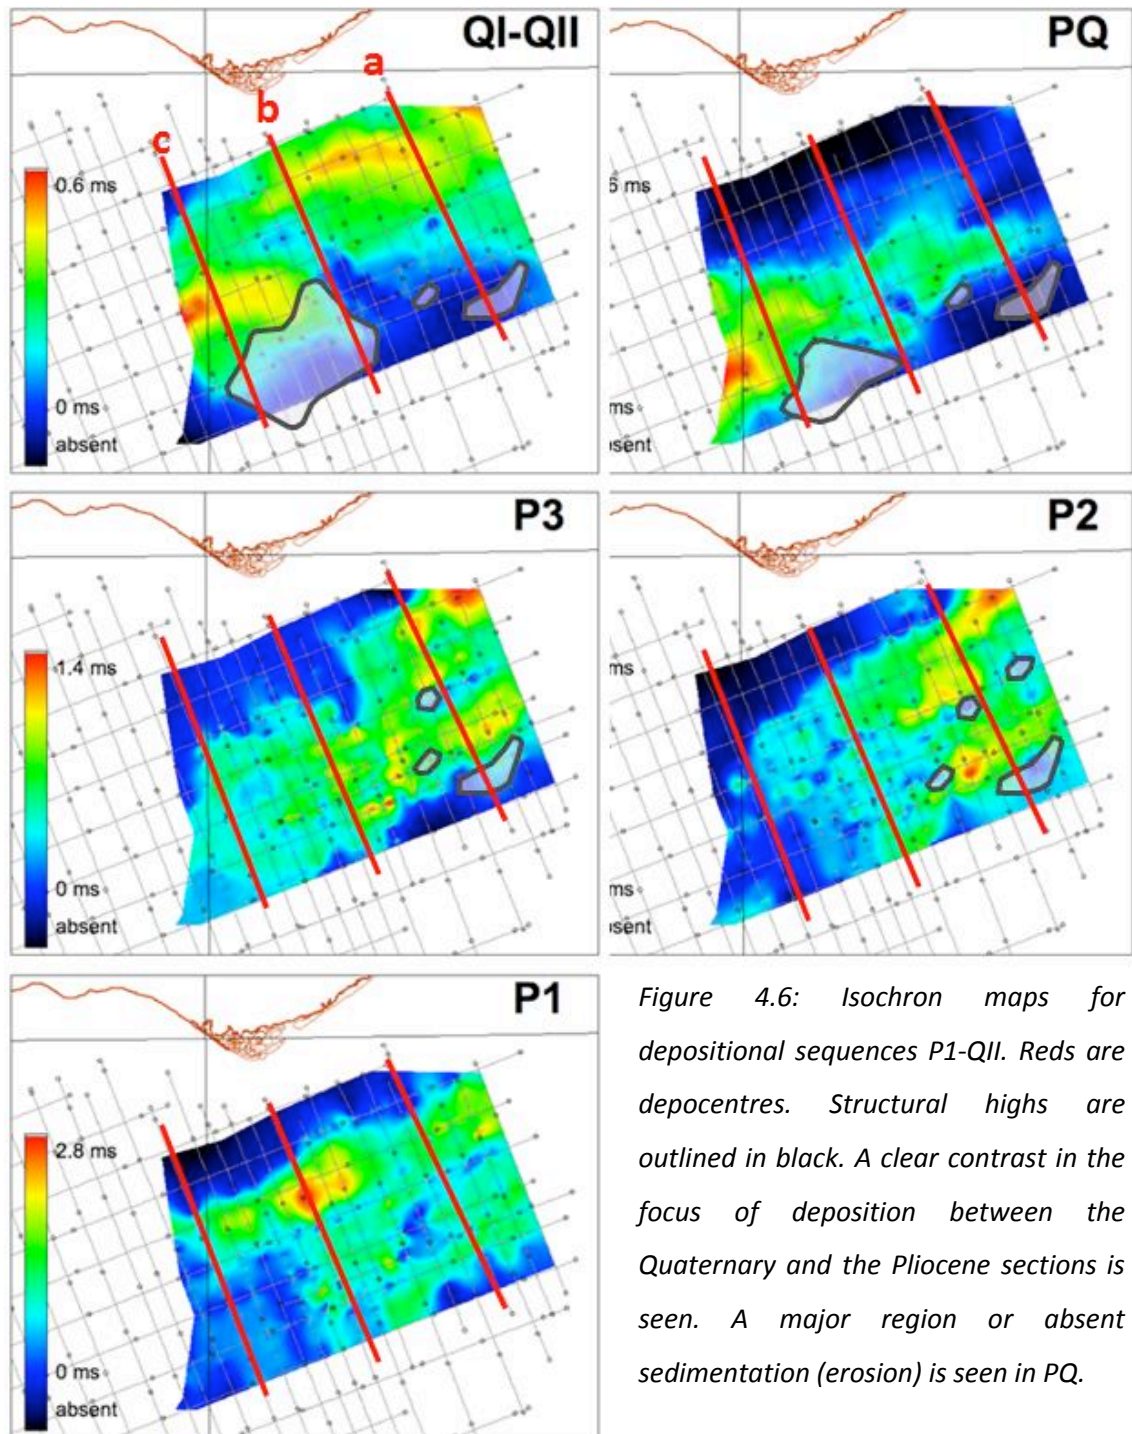 QI-QII
PQ
a
b
c
0.6 ms
0 ms
absent
6 ms
ms
sent
P3
P2
1.4 ms
0 ms
absent
ms
ms
sent
P1
2.8 ms
0 ms
absent
Figure 4.6: Isochron maps for
depositional sequences P1-QII. Reds are
depocentres. Structural highs are
outlined in black. A clear contrast in the
focus of deposition between the
Quaternary and the Pliocene sections is
seen. A major region or absent
sedimentation (erosion) is seen in PQ.